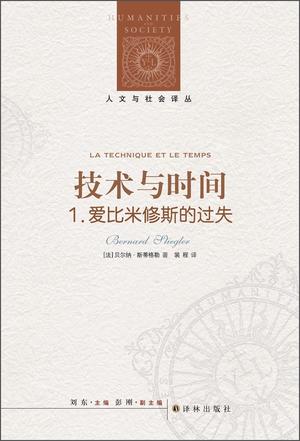 HUMANITIES
AND
SOCIETY
人文与社会译丛
LA TECHNIQUE ET LE TEMPS
技术与时间
1.爱比米修斯的过失
Bernard Stiegler
[法]贝尔纳·斯蒂格勒 著 裴程 译
刘东·主编 彭刚·副主编
译林出版社